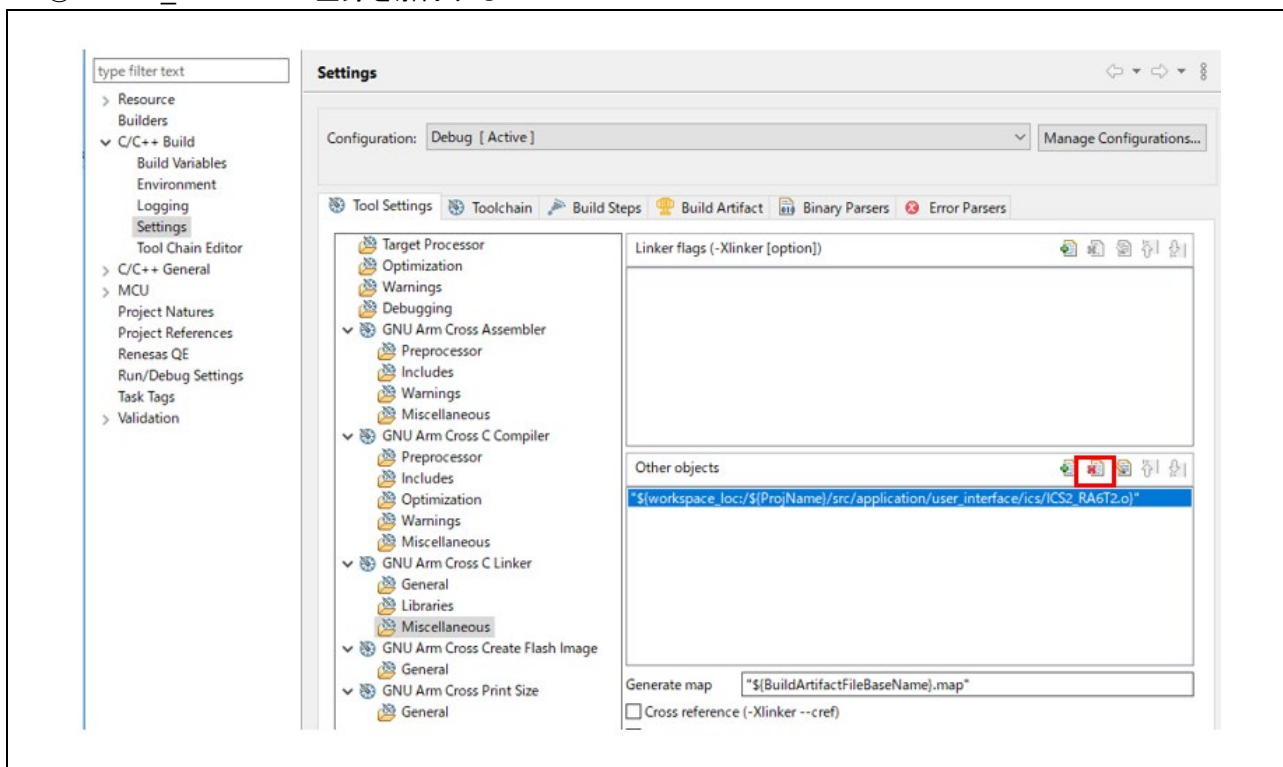 type filter text
Resource
Builders
C/C++ Build
Build Variables
Environment
Logging
Settings
Tool Chain Editor
C/C++ General
MCU
Project Natures
Project References
Renesas QE
Run/Debug Settings
Task Tags
Validation
Settings
Configuration: Debug [ Active ]
Manage Configurations...
Tool Settings Toolchain Build Steps Build Artifact Binary Parsers Error Parsers
Target Processor
Optimization
Warnings
Debugging
GNU Arm Cross Assembler
Preprocessor
Includes
Warnings
Miscellaneous
GNU Arm Cross C Compiler
Preprocessor
Includes
Optimization
Warnings
Miscellaneous
GNU Arm Cross C Linker
General
Libraries
Miscellaneous
GNU Arm Cross Create Flash Image
General
GNU Arm Cross Print Size
General
Linker flags (-Xlinker [option])
Other objects
"${workspace_loc:/${ProjName}/src/application/user_interface/ics/ICS2_RA6T2.o}"
Generate map "${BuildArtifactFileBaseName}.map"
Cross reference (-Xlinker --cref)